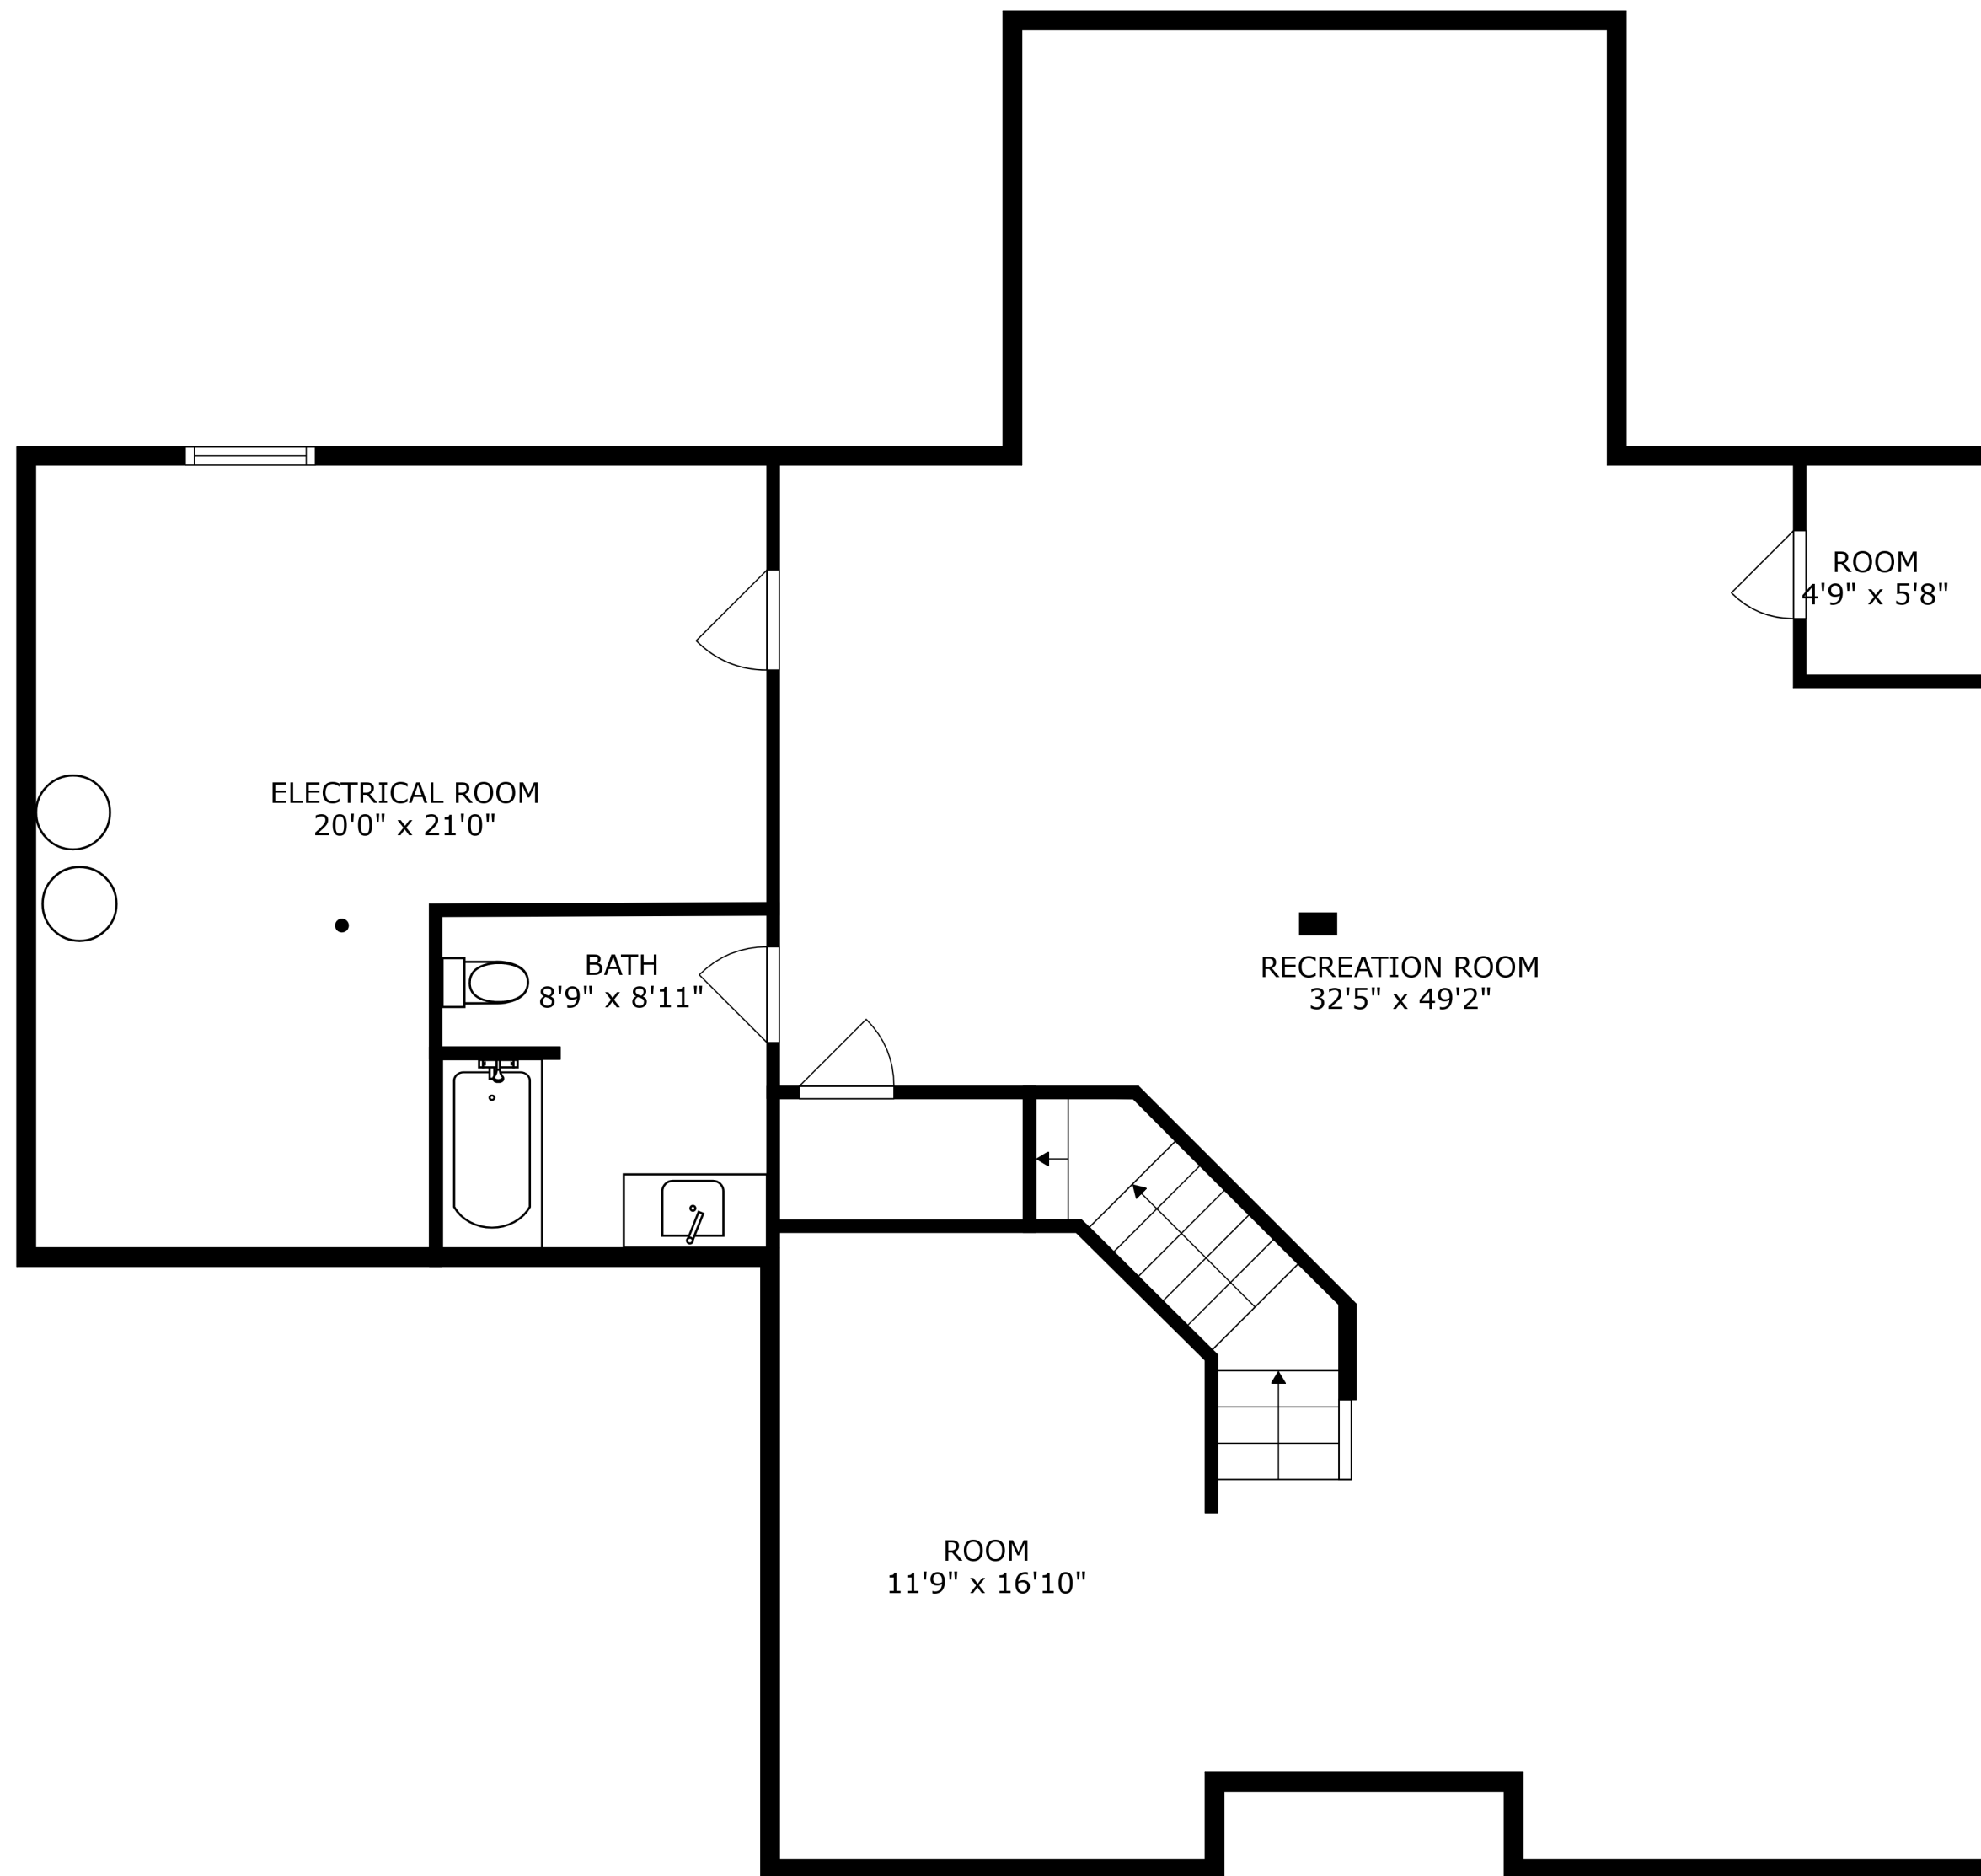 ROOM
4'9" x 5'8"
ELECTRICAL ROOM
20'0" x 21'0"
BATH
8'9" x 8'11"
RECREATION ROOM
32'5" x 49'2"
ROOM
11'9" x 16'10"